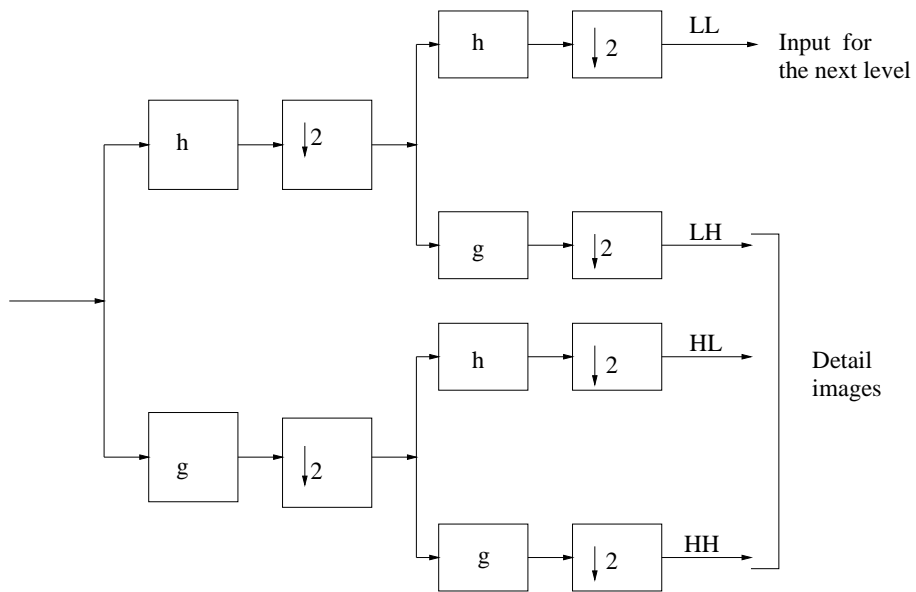 h
↓2
LL
Input for
the next level
h
↓2
g
↓2
LH
h
↓2
HL
Detail
images
g
↓2
g
↓2
HH